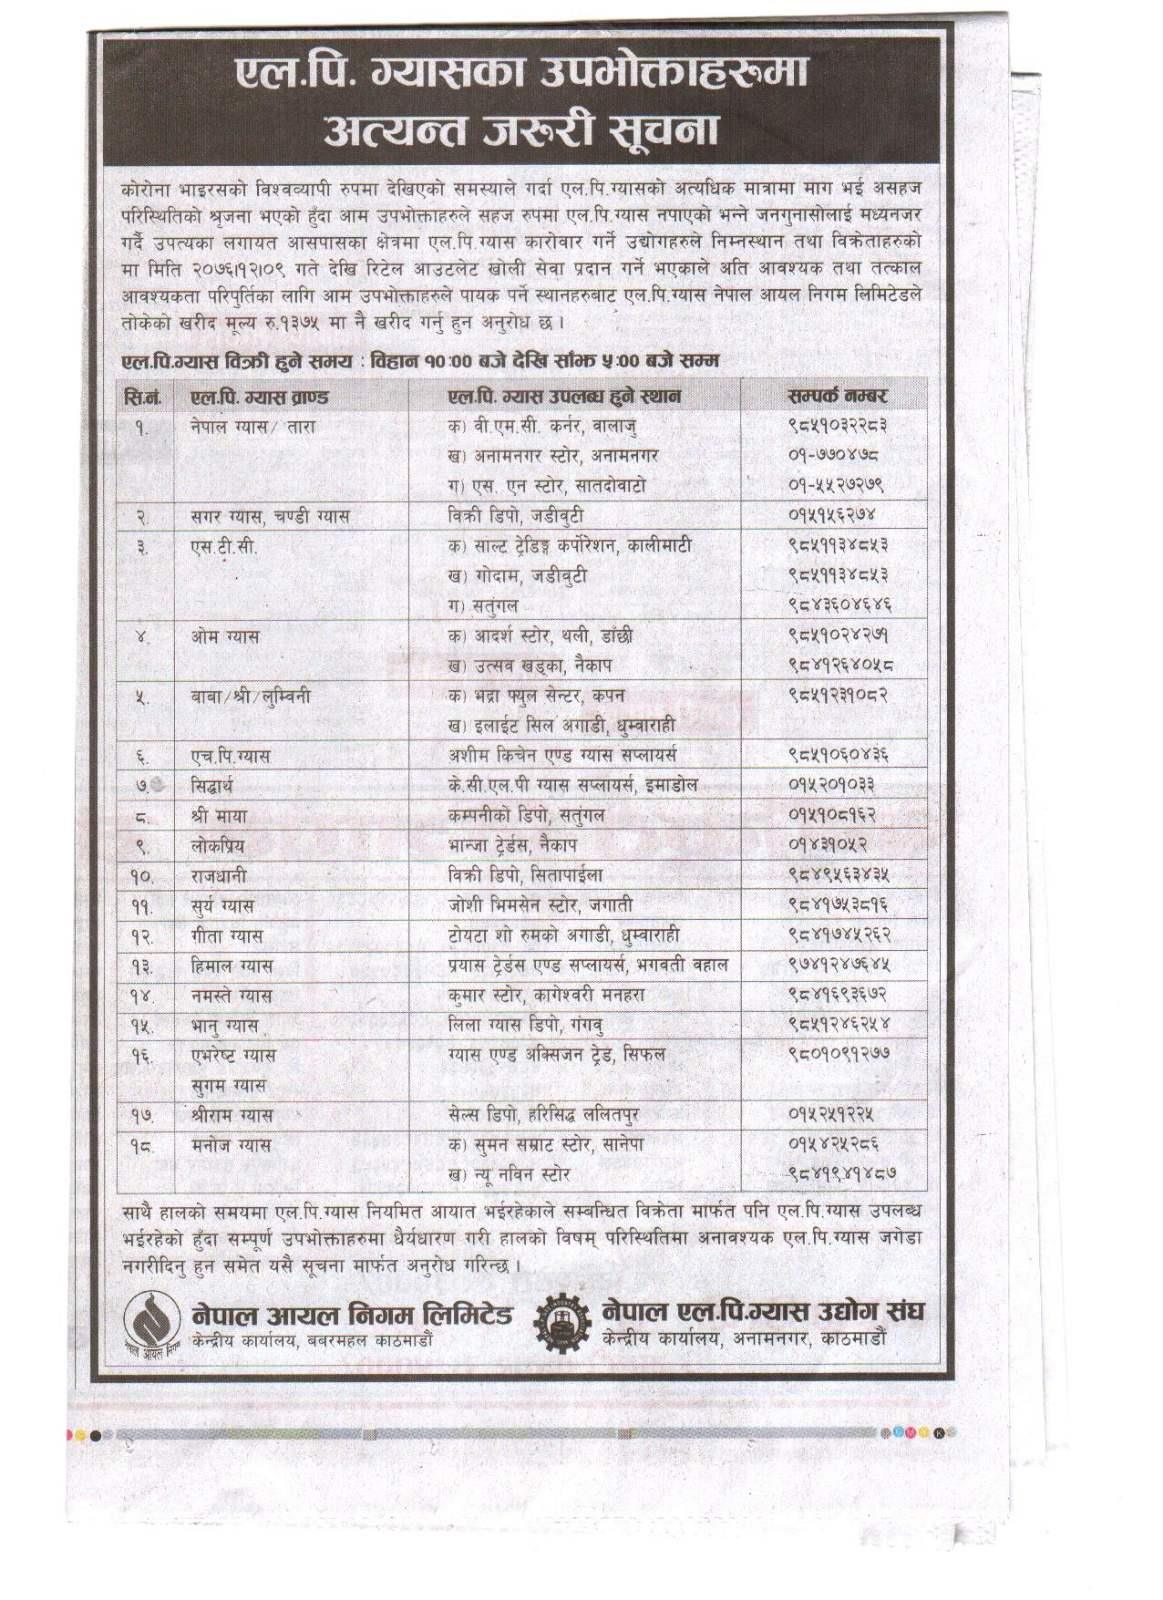 एल.पि. ग्यासका उपभोक्ताहरुमा
अत्यन्त जरुरी सूचना
कोरोना भाइरसको विश्वव्यापी रुपमा देखिएको समस्याले गर्दा एल.पि.ग्यासको अत्यधिक मात्रामा माग भई असहज
परिस्थितिको श्रृजना भएको हुँदा आम उपभोक्ताहरुले सहज रुपमा एल.पि.ग्यास नपाएको भन्ने जनगुनासोलाई मध्यनजर
गर्दै उपत्यका लगायत आसपासका क्षेत्रमा एल.पि.ग्यास कारोवार गर्ने उद्योगहरुले निम्नस्थान तथा विक्रेताहरुको
मा मिति २०७६।१२।०९ गते देखि रिटेल आउटलेट खोली सेवा प्रदान गर्ने भएकाले अति आवश्यक तथा तत्काल
आवश्यकता परिपुर्तिका लागि आम उपभोक्ताहरुले पायक पर्ने स्थानहरुबाट एल.पि.ग्यास नेपाल आयल निगम लिमिटेडले
तोकेको खरीद मूल्य रु.१३७५ मा नै खरीद गर्नु हुन अनुरोध छ ।
एल.पि.ग्यास विक्री हुने समय : विहान १०:०० बजे देखि साँझ ५:०० बजे सम्म
सि.नं. एल.पि. ग्यास व्राण्ड एल.पि. ग्यास उपलब्ध हुने स्थान सम्पर्क नम्बर
१. नेपाल ग्यास/ तारा क) वी.एम.सी. कर्नर, वालाजु ९८५१०३२२८३
ख) अनामनगर स्टोर, अनामनगर ०१-७७०४७८
ग) एस. एन स्टोर, सातदोवाटो ०१-५५२७२७९
२. सगर ग्यास, चण्डी ग्यास विक्री डिपो, जडीवुटी ०१५१५६२७४
३. एस.टी.सी. क) साल्ट ट्रेडिङ्ग कर्पोरेशन, कालीमाटी ९८५११३४८५३
ख) गोदाम, जडीवुटी ९८५११३४८५३
ग) सतुंगल ९८४३६०४६४६
४. ओम ग्यास क) आदर्श स्टोर, थली, डाँछी ९८५१०२४२७१
ख) उत्सव खड्का, नैकाप ९८४१२६४०५८
५. बाबा/श्री/लुम्विनी क) भद्रा फ्युल सेन्टर, कपन ९८५१२३१०८२
ख) इलाईट सिल अगाडी, धुम्वाराही
६. एच.पि.ग्यास अशीम किचेन एण्ड ग्यास सप्लायर्स ९८५१०६०४३६
७. सिद्धार्थ के.सी.एल.पी ग्यास सप्लायर्स, इमाडोल ०१५२०१०३३
८. श्री माया कम्पनीको डिपो, सतुंगल ०१५१०८१६२
९. लोकप्रिय भान्जा ट्रेर्डस, नैकाप ०१४३१०५२
१०. राजधानी विक्री डिपो, सितापाईला ९८४९५६३४३५
११. सुर्य ग्यास जोशी भिमसेन स्टोर, जगाती ९८४१७५३८१६
१२. गीता ग्यास टोयटा शो रुमको अगाडी, धुम्वाराही ९८४१७४५२६२
१३. हिमाल ग्यास प्रयास ट्रेर्डस एण्ड सप्लायर्स, भगवती वहाल ९७४१२४७६४५
१४. नमस्ते ग्यास कुमार स्टोर, कागेश्वरी मनहरा ९८४१६९३६७२
१५. भानु ग्यास लिला ग्यास डिपो, गंगवु ९८५१२४६२५४
१६. एभरेष्ट ग्यास ग्यास एण्ड अक्सिजन ट्रेड, सिफल ९८०१०९१२७७
सुगम ग्यास
१७. श्रीराम ग्यास सेल्स डिपो, हरिसिद्ध ललितपुर ०१५२५१२२५
१८. मनोज ग्यास क) सुमन सम्राट स्टोर, सानेपा ०१५४२५२८६
ख) न्यू नविन स्टोर ९८४१९४१४८७
साथै हालको समयमा एल.पि.ग्यास नियमित आयात भईरहेकाले सम्बन्धित विक्रेता मार्फत पनि एल.पि.ग्यास उपलब्ध
भईरहेको हुँदा सम्पूर्ण उपभोक्ताहरुमा धैर्यधारण गरी हालको विषम् परिस्थितिमा अनावश्यक एल.पि.ग्यास जगेडा
नगरीदिनु हुन समेत यसै सूचना मार्फत अनुरोध गरिन्छ ।
नेपाल आयल निगम लिमिटेड
केन्द्रीय कार्यालय, बबरमहल काठमाडौं
नेपाल आयल निगम
नेपाल एल.पि.ग्यास उद्योग संघ
केन्द्रीय कार्यालय, अनामनगर, काठमाडौं